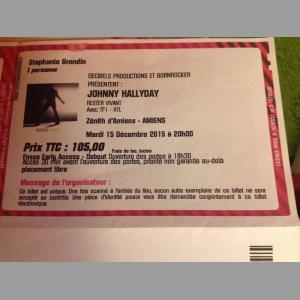 Stephanie Grondin
1 personne
DECIBELS PRODUCTIONS ET BORNROCKER
PRÉSENTENT :
JOHNNY HALLYDAY
RESTER VIVANT
Avec TF1 - RTL
Zénith d'Amiens - AMIENS
Mardi 15 Décembre 2015 à 20h00
Prix TTC : 105,00 Frais de loc. inclus
Fosse Early Access - Debout Ouverture des portes à 18h30
Accès 30 min avant l'ouverture des portes, priorité non garantie au-delà
placement libre
Message de l'organisateur :
Ce billet est unique. Une fois scanné à l'entrée du lieu, aucun autre exemplaire de ce billet ne sera
accepté au contrôle. Une pièce d'identité pourra vous être demandée conjointement à ce billet
électronique.